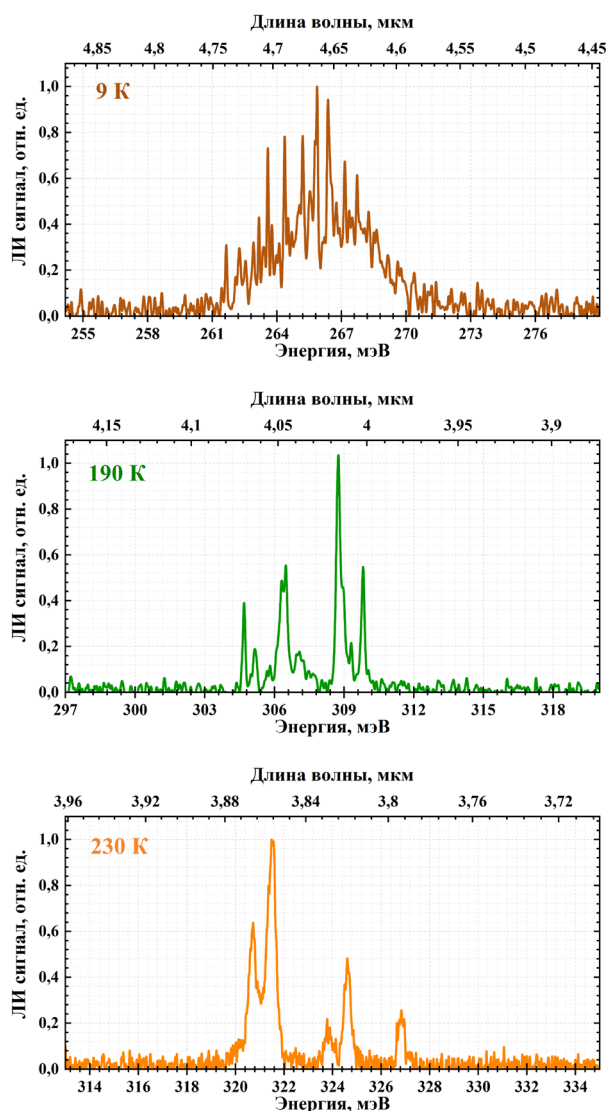 Длина волны, мкм
4,85 4,8 4,75 4,7 4,65 4,6 4,55 4,5 4,45
9 К
1,0
0,8
0,6
0,4
0,2
0,0
ЛИ сигнал, отн. ед.
255 258 261 264 267 270 273 276
Энергия, мэВ
Длина волны, мкм
4,15 4,1 4,05 4 3,95 3,9
190 К
1,0
0,8
0,6
0,4
0,2
0,0
ЛИ сигнал, отн. ед.
297 300 303 306 309 312 315 318
Энергия, мэВ
Длина волны, мкм
3,96 3,92 3,88 3,84 3,8 3,76 3,72
230 К
1,0
0,8
0,6
0,4
0,2
0,0
ЛИ сигнал, отн. ед.
314 316 318 320 322 324 326 328 330 332 334
Энергия, мэВ